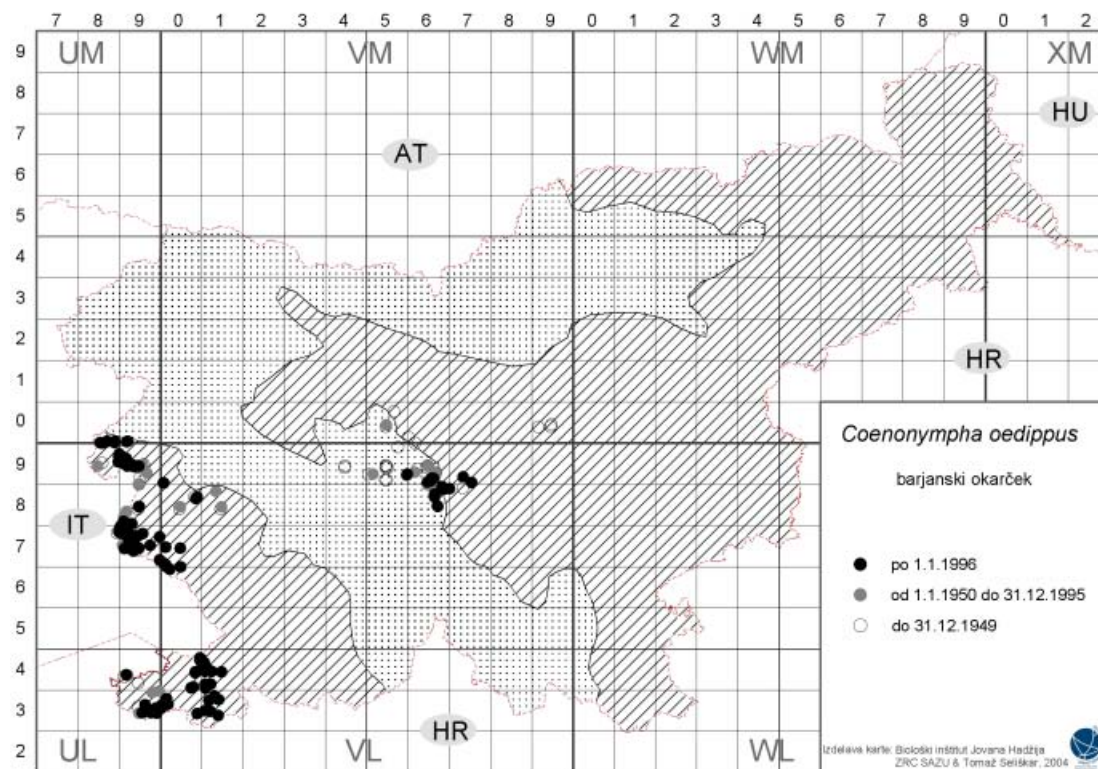 7 8 9 0 1 2 3 4 5 6 7 8 9 0 1 2 3 4 5 6 7 8 9 0 1 2
9 UM VM WM XM
8
7 AT HU
6
5
4
3
2
1 HR
0
9
8
7 IT
6
5
4
3 HR
2 UL VL WL
Coenonympha oedippus
barjanski okarček
po 1.1.1996
od 1.1.1950 do 31.12.1995
do 31.12.1949
Izdelava karte: Biološki inštitut Jovana Hadžija
ZRC SAZU & Tomaž Seliškar, 2004